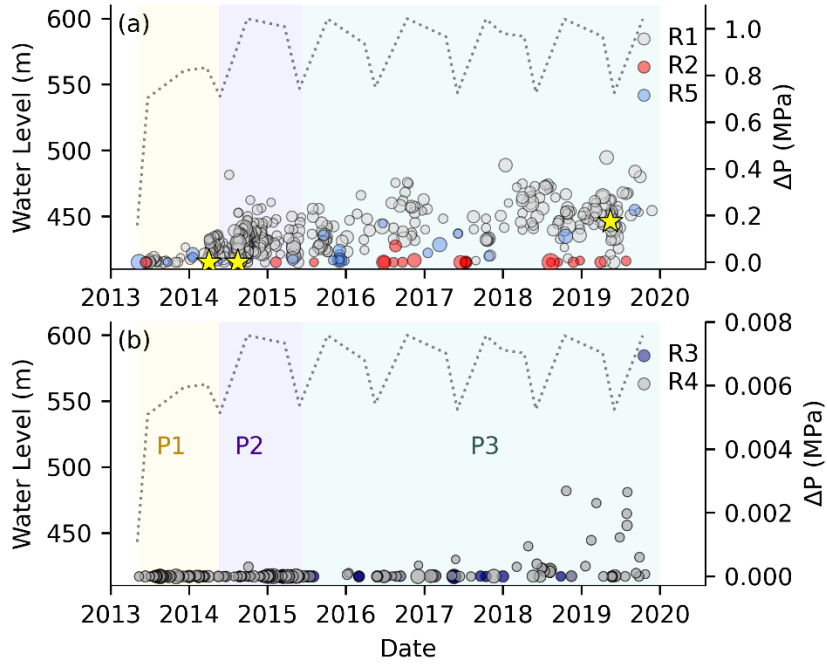 (a)
Water Level (m)
600
550
500
450
ΔP (MPa)
1.0
0.8
0.6
0.4
0.2
0.0
R1
R2
R5
2013 2014 2015 2016 2017 2018 2019 2020
(b)
Water Level (m)
600
550
500
450
ΔP (MPa)
0.008
0.006
0.004
0.002
0.000
R3
R4
P1 P2 P3
2013 2014 2015 2016 2017 2018 2019 2020
Date